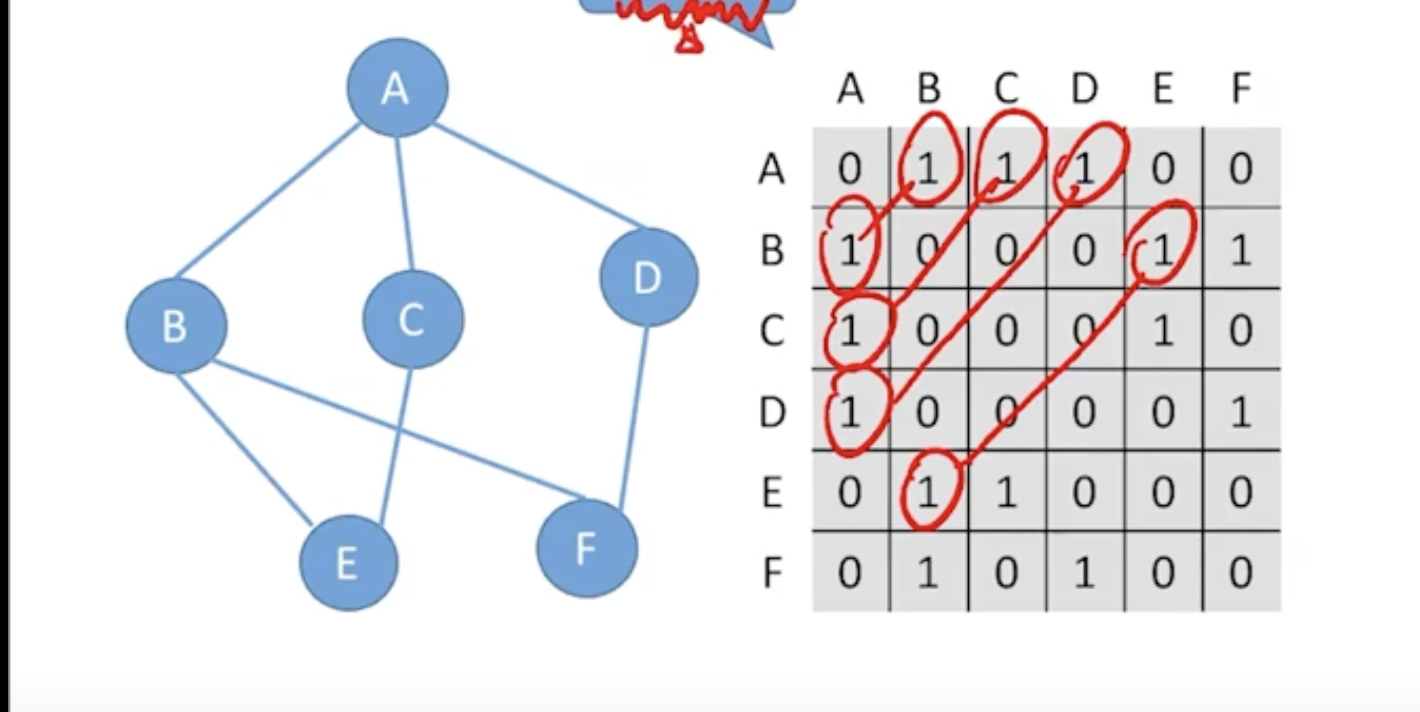 A
B
C
D
E
F
A B C D E F
A 0 1 1 1 0 0
B 1 0 0 0 1 1
C 1 0 0 0 1 0
D 1 0 0 0 0 1
E 0 1 1 0 0 0
F 0 1 0 1 0 0